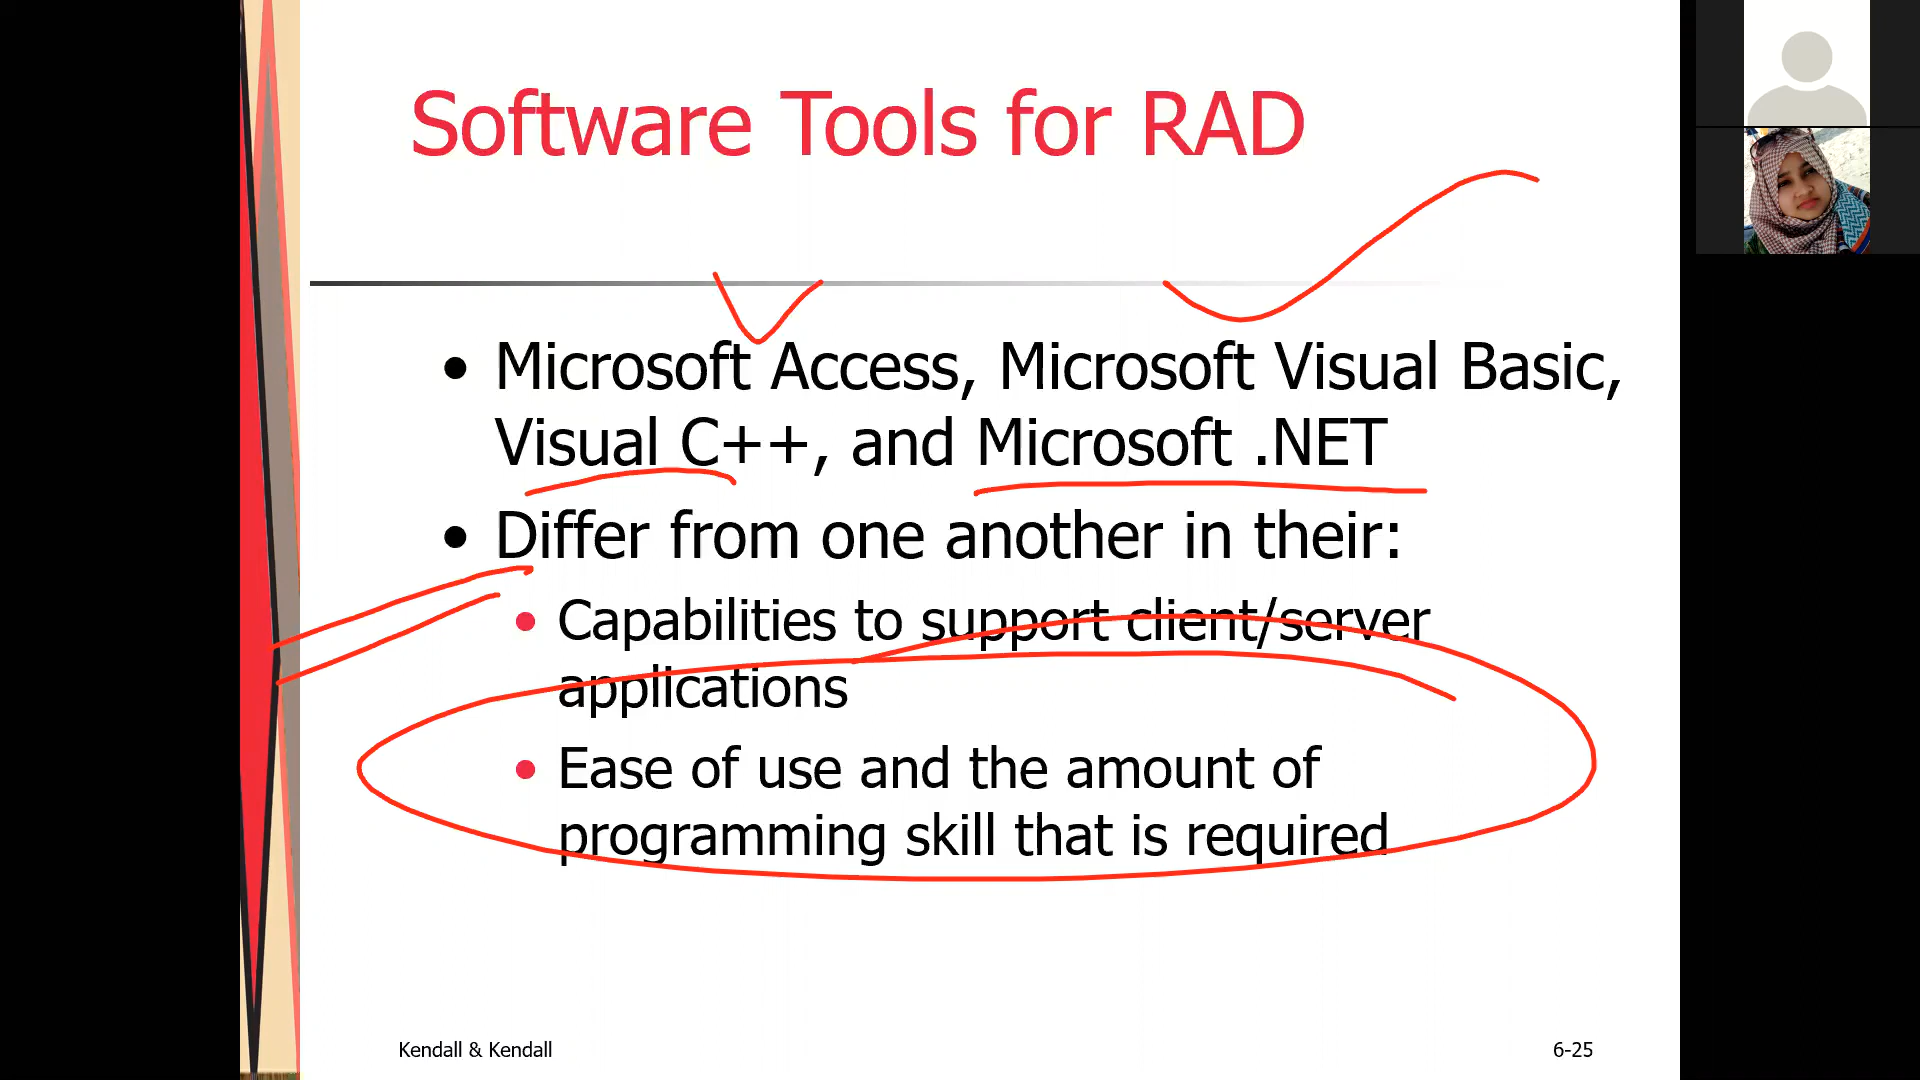 Software Tools for RAD
• Microsoft Access, Microsoft Visual Basic,
Visual C++, and Microsoft .NET
• Differ from one another in their:
• Capabilities to support client/server
applications
• Ease of use and the amount of
programming skill that is required
Kendall & Kendall
6-25